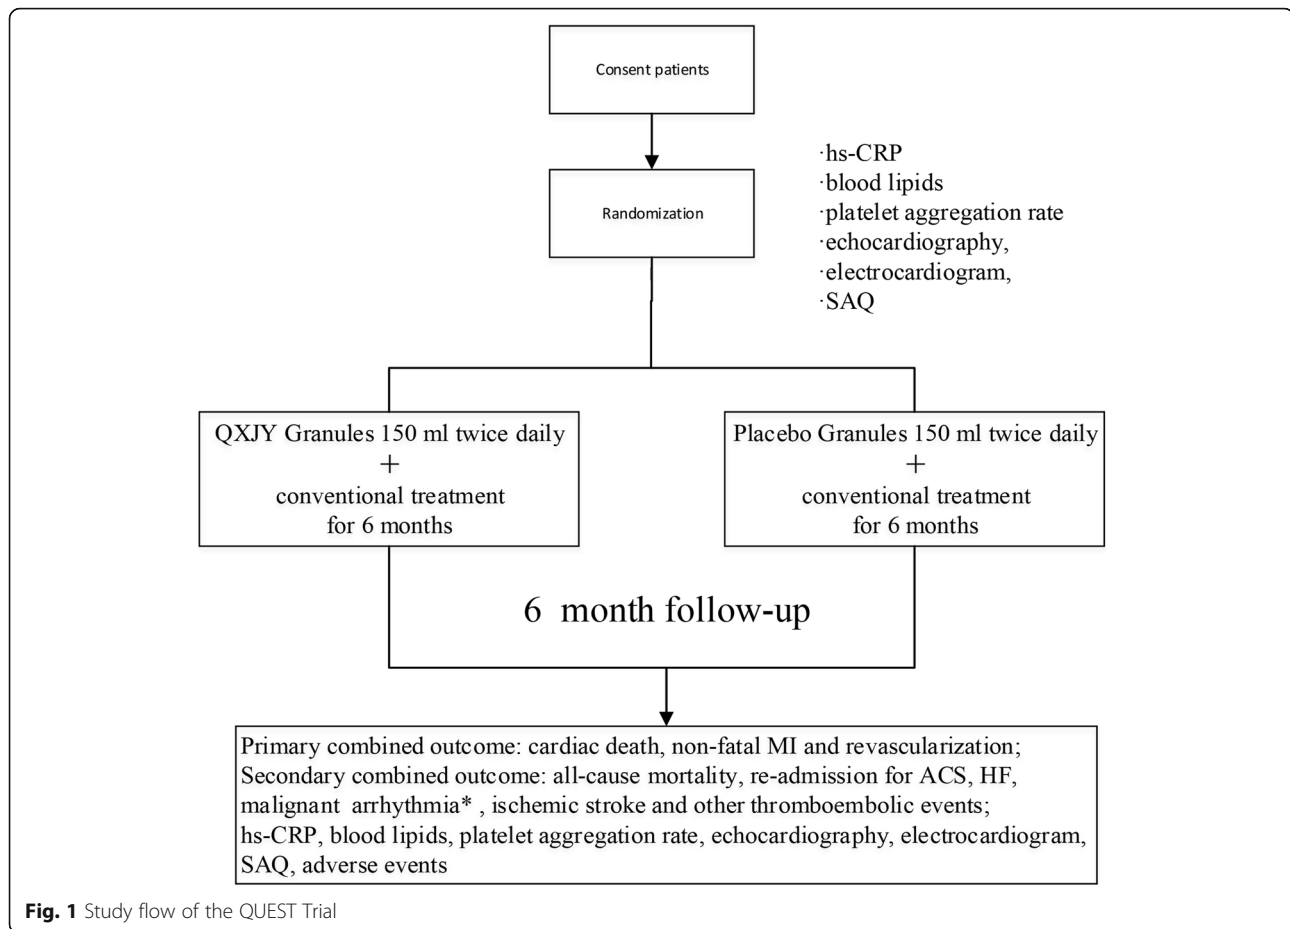 Consent patients
Randomization
·hs-CRP
·blood lipids
·platelet aggregation rate
·echocardiography,
·electrocardiogram,
·SAQ
QXJY Granules 150 ml twice daily
+
conventional treatment
for 6 months
Placebo Granules 150 ml twice daily
+
conventional treatment
for 6 months
6 month follow-up
Primary combined outcome: cardiac death, non-fatal MI and revascularization;
Secondary combined outcome: all-cause mortality, re-admission for ACS, HF,
malignant arrhythmia* , ischemic stroke and other thromboembolic events;
hs-CRP, blood lipids, platelet aggregation rate, echocardiography, electrocardiogram,
SAQ, adverse events
Fig. 1 Study flow of the QUEST Trial